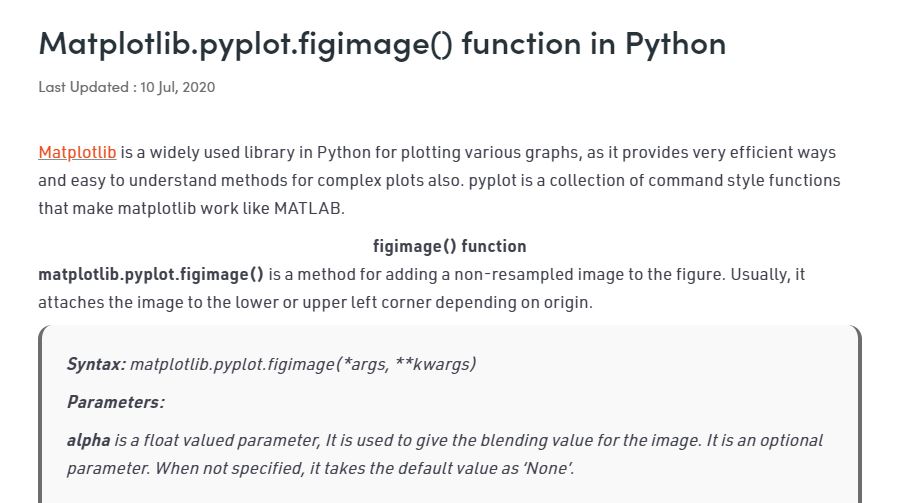 Matplotlib.pyplot.figimage() function in Python
Last Updated : 10 Jul, 2020
Matplotlib is a widely used library in Python for plotting various graphs, as it provides very efficient ways
and easy to understand methods for complex plots also. pyplot is a collection of command style functions
that make matplotlib work like MATLAB.
figimage() function
matplotlib.pyplot.figimage() is a method for adding a non-resampled image to the figure. Usually, it
attaches the image to the lower or upper left corner depending on origin.
Syntax: matplotlib.pyplot.figimage(*args, **kwargs)
Parameters:
alpha is a float valued parameter, It is used to give the blending value for the image. It is an optional
parameter. When not specified, it takes the default value as ‘None’.